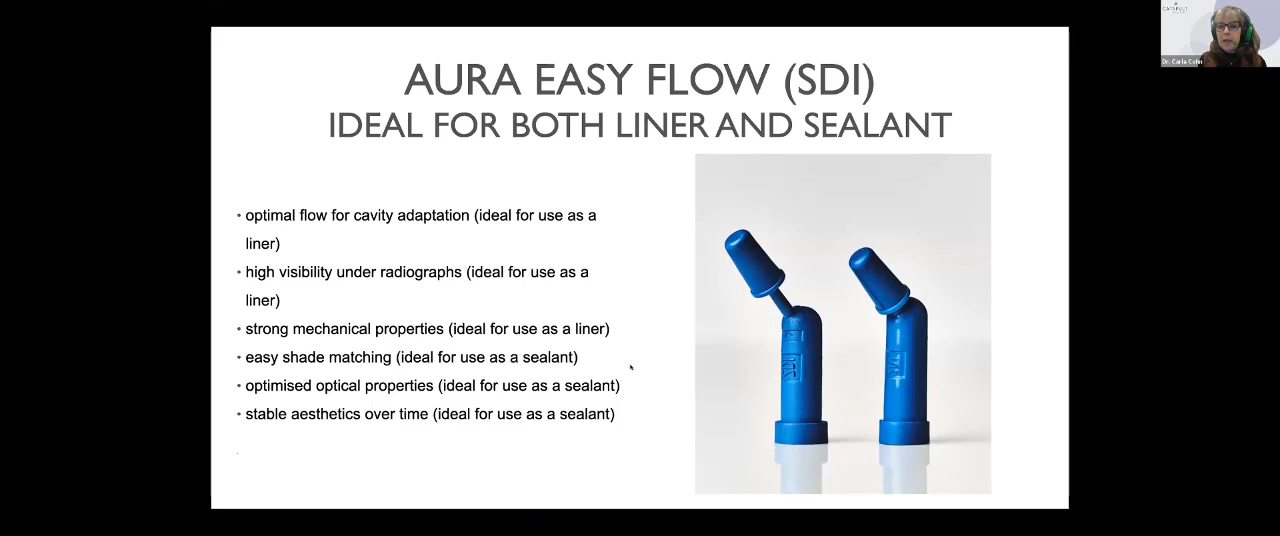 CATAPULT
Dr. Carla Cohn
AURA EASY FLOW (SDI)
IDEAL FOR BOTH LINER AND SEALANT
• optimal flow for cavity adaptation (ideal for use as a
liner)
• high visibility under radiographs (ideal for use as a
liner)
• strong mechanical properties (ideal for use as a liner)
• easy shade matching (ideal for use as a sealant)
• optimised optical properties (ideal for use as a sealant)
• stable aesthetics over time (ideal for use as a sealant)
SDI
SDI